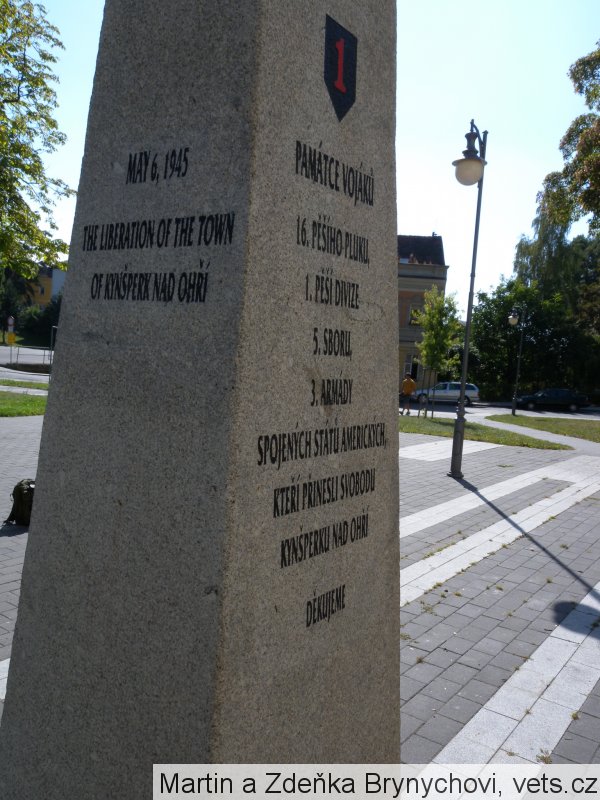 MAY 6, 1945
THE LIBERATION OF THE TOWN
OF KYNŠPERK NAD OHŘÍ
1
PAMÁTCE VOJÁKŮ
16. PĚŠÍHO PLUKU,
1. PĚŠÍ DIVIZE
5. SBORU,
3. ARMÁDY
SPOJENÝCH STÁTŮ AMERICKÝCH,
KTEŘÍ PŘINESLI SVOBODU
KYNŠPERKU NAD OHŘÍ
DĚKUJEME
Martin a Zdeňka Brynychovi, vets.cz